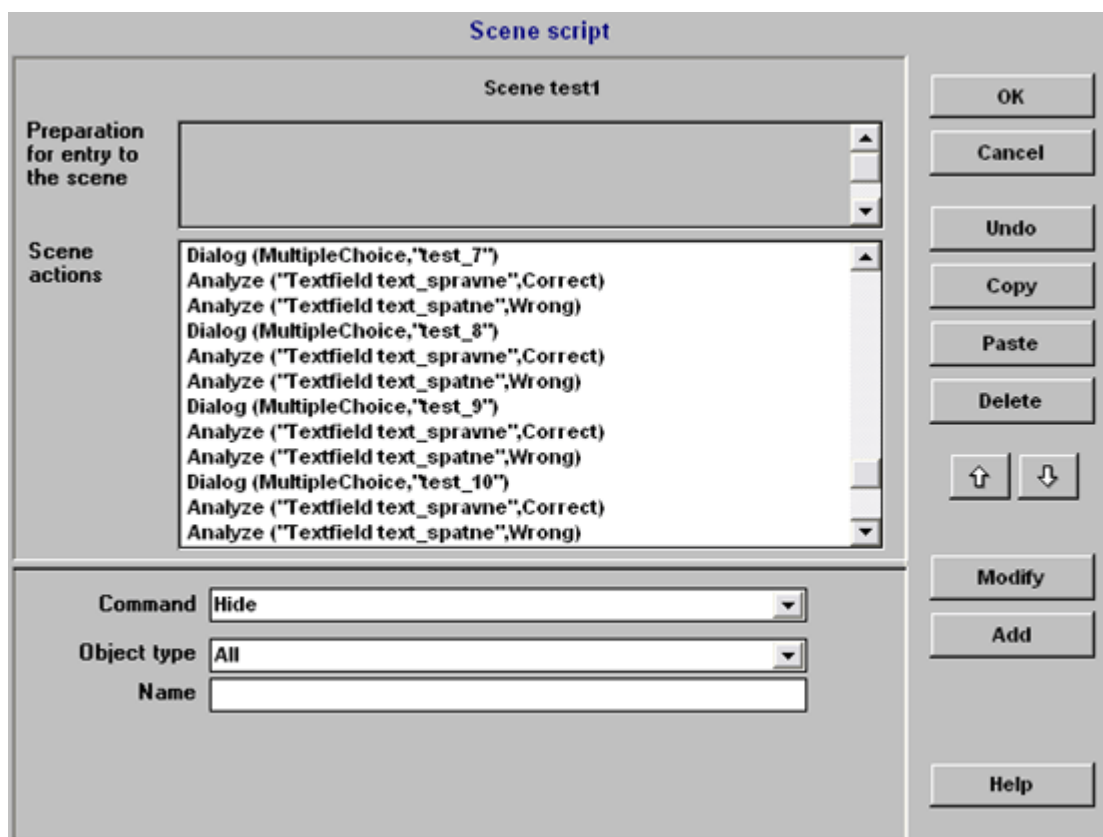 Scene script
Scene test1
Preparation
for entry to
the scene
Scene
actions
Dialog (MultipleChoice,"test_7")
Analyze ("Textfield text_spravne",Correct)
Analyze ("Textfield text_spatne",Wrong)
Dialog (MultipleChoice,"test_8")
Analyze ("Textfield text_spravne",Correct)
Analyze ("Textfield text_spatne",Wrong)
Dialog (MultipleChoice,"test_9")
Analyze ("Textfield text_spravne",Correct)
Analyze ("Textfield text_spatne",Wrong)
Dialog (MultipleChoice,"test_10")
Analyze ("Textfield text_spravne",Correct)
Analyze ("Textfield text_spatne",Wrong)
Command Hide
Object type All
Name
OK
Cancel
Undo
Copy
Paste
Delete
Modify
Add
Help